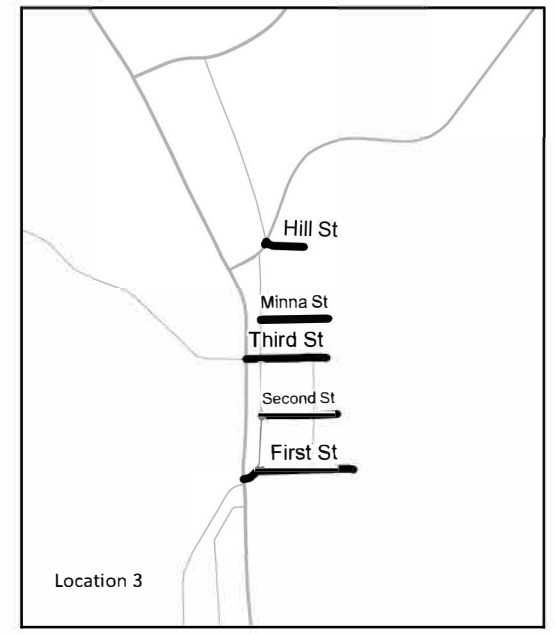 Hill St
Minna St
Third St
Second St
First St
Location 3